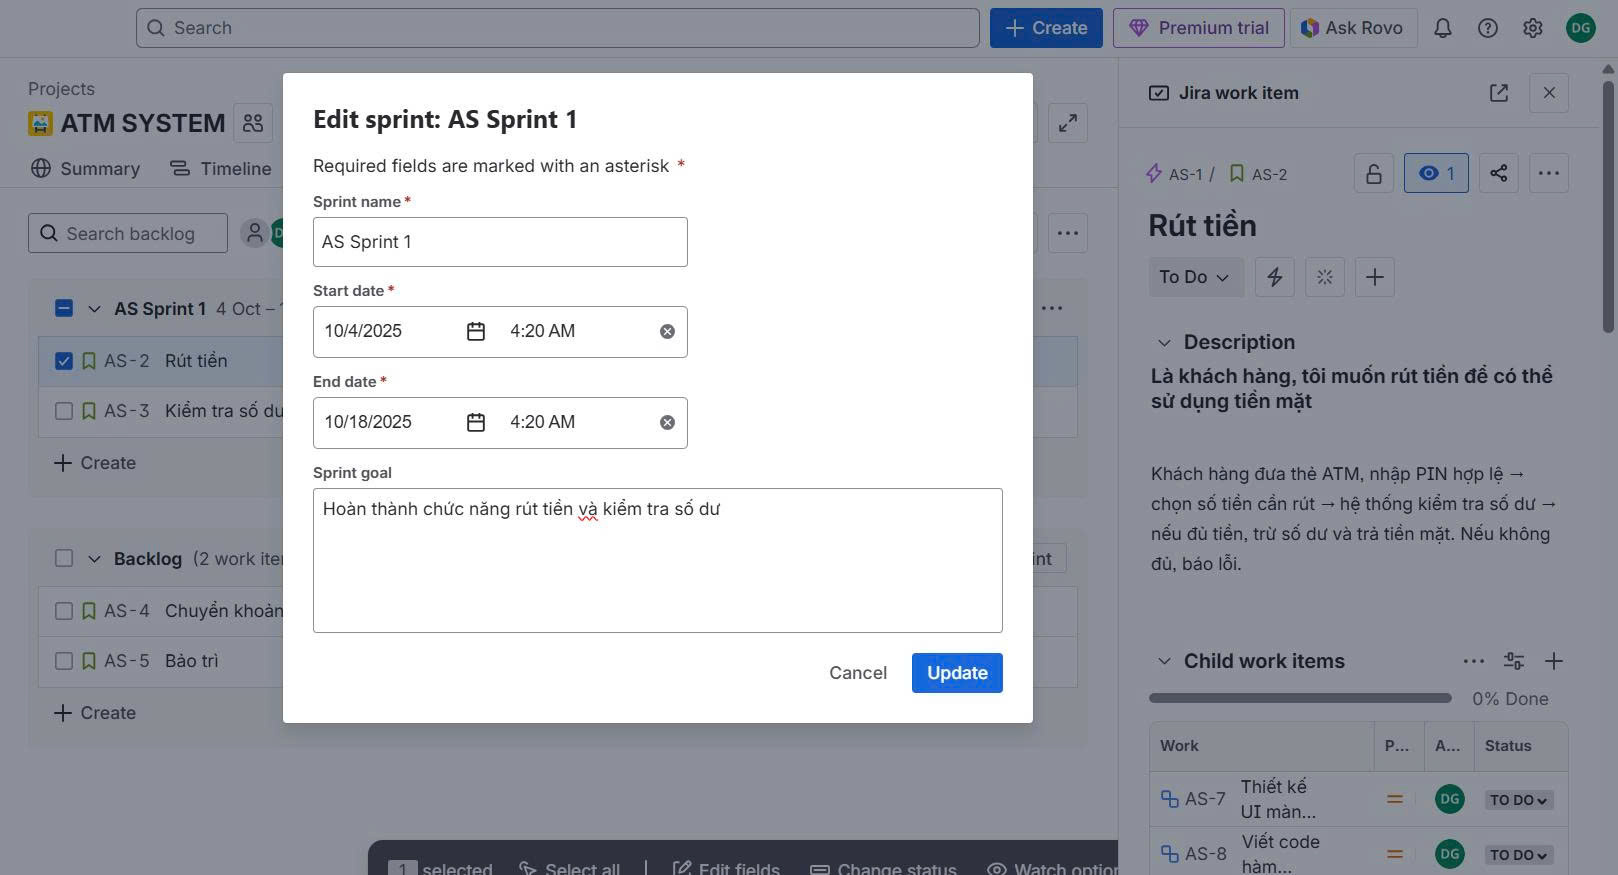 Search
Create
Premium trial
Ask Rovo
DG
Projects
ATM SYSTEM
Summary
Timeline
Search backlog
AS Sprint 1 4 Oct –
AS-2 Rút tiền
AS-3 Kiểm tra số dư
Create
Backlog (2 work
AS-4 Chuyển khoản
AS-5 Bảo trì
Create
Edit sprint: AS Sprint 1
Required fields are marked with an asterisk *
Sprint name*
AS Sprint 1
Start date*
10/4/2025 4:20 AM
End date*
10/18/2025 4:20 AM
Sprint goal
Hoàn thành chức năng rút tiền và kiểm tra số dư
Cancel
Update
1 selected Select all Edit fields Change status Watch
Jira work item
AS-1 / AS-2
1
Rút tiền
To Do
Description
Là khách hàng, tôi muốn rút tiền để có thể
sử dụng tiền mặt
Khách hàng đưa thẻ ATM, nhập PIN hợp lệ →
chọn số tiền cần rút → hệ thống kiểm tra số dư →
nếu đủ tiền, trừ số dư và trả tiền mặt. Nếu không
đủ, báo lỗi.
Child work items
0% Done
Work P... A... Status
AS-7 Thiết kế
UI màn...
DG TO DO
AS-8 Viết code
hàm...
DG TO DO